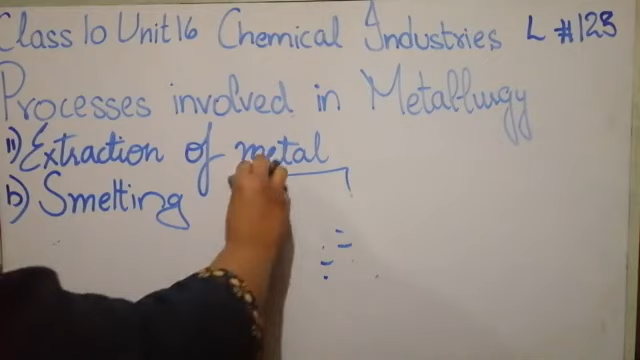 Class 10 Unit 16 Chemical Industries L #123
Processes involved in Metallurgy
ii) Extraction of metal
b) Smelting